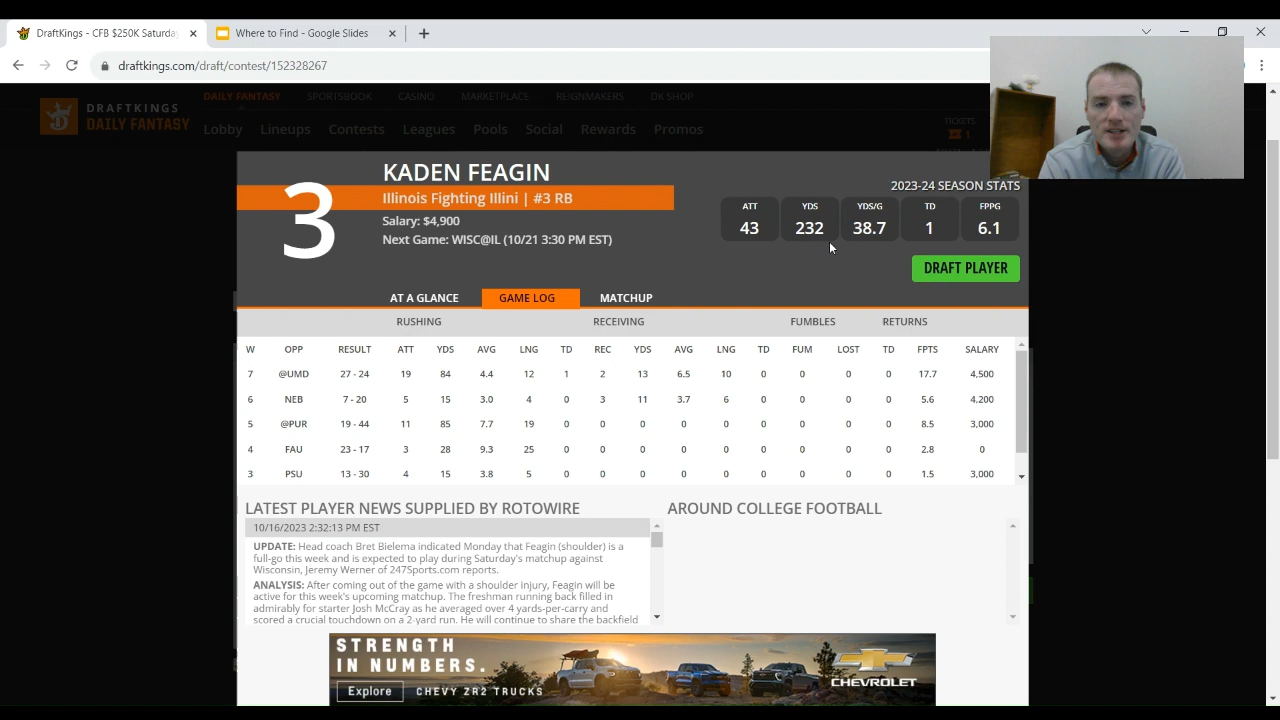 DraftKings - CFB $250K Saturda
Where to Find - Google Slides
draftkings.com/draft/contest/152328267
DRAFTKINGS
DAILY FANTASY
DAILY FANTASY SPORTSBOOK CASINO MARKETPLACE REIGNMAKERS DK SHOP
Lobby Lineups Contests Leagues Pools Social Rewards Promos
TICKETS
1
3
KADEN FEAGIN
Illinois Fighting Illini | #3 RB
Salary: $4,900
Next Game: WISC@IL (10/21 3:30 PM EST)
2023-24 SEASON STATS
ATT YDS YDS/G TD FPPG
43 232 38.7 1 6.1
DRAFT PLAYER
AT A GLANCE GAME LOG MATCHUP
RUSHING RECEIVING FUMBLES RETURNS
W OPP RESULT ATT YDS AVG LNG TD REC YDS AVG LNG TD FUM LOST TD FPTS SALARY
7 @UMD 27 - 24 19 84 4.4 12 1 2 13 6.5 10 0 0 0 0 17.7 4,500
6 NEB 7 - 20 5 15 3.0 4 0 3 11 3.7 6 0 0 0 0 5.6 4,200
5 @PUR 19 - 44 11 85 7.7 19 0 0 0 0 0 0 0 0 0 8.5 3,000
4 FAU 23 - 17 3 28 9.3 25 0 0 0 0 0 0 0 0 0 2.8 0
3 PSU 13 - 30 4 15 3.8 5 0 0 0 0 0 0 0 0 0 1.5 3,000
LATEST PLAYER NEWS SUPPLIED BY ROTOWIRE
10/16/2023 2:32:13 PM EST
UPDATE: Head coach Bret Bielema indicated Monday that Feagin (shoulder) is a
full-go this week and is expected to play during Saturday's matchup against
Wisconsin, Jeremy Werner of 247Sports.com reports.
ANALYSIS: After coming out of the game with a shoulder injury, Feagin will be
active for this week's upcoming matchup. The freshman running back filled in
admirably for starter Josh McCray as he averaged over 4 yards-per-carry and
scored a crucial touchdown on a 2-yard run. He will continue to share the backfield
AROUND COLLEGE FOOTBALL
STRENGTH
IN NUMBERS.
Explore CHEVY ZR2 TRUCKS
CHEVROLET